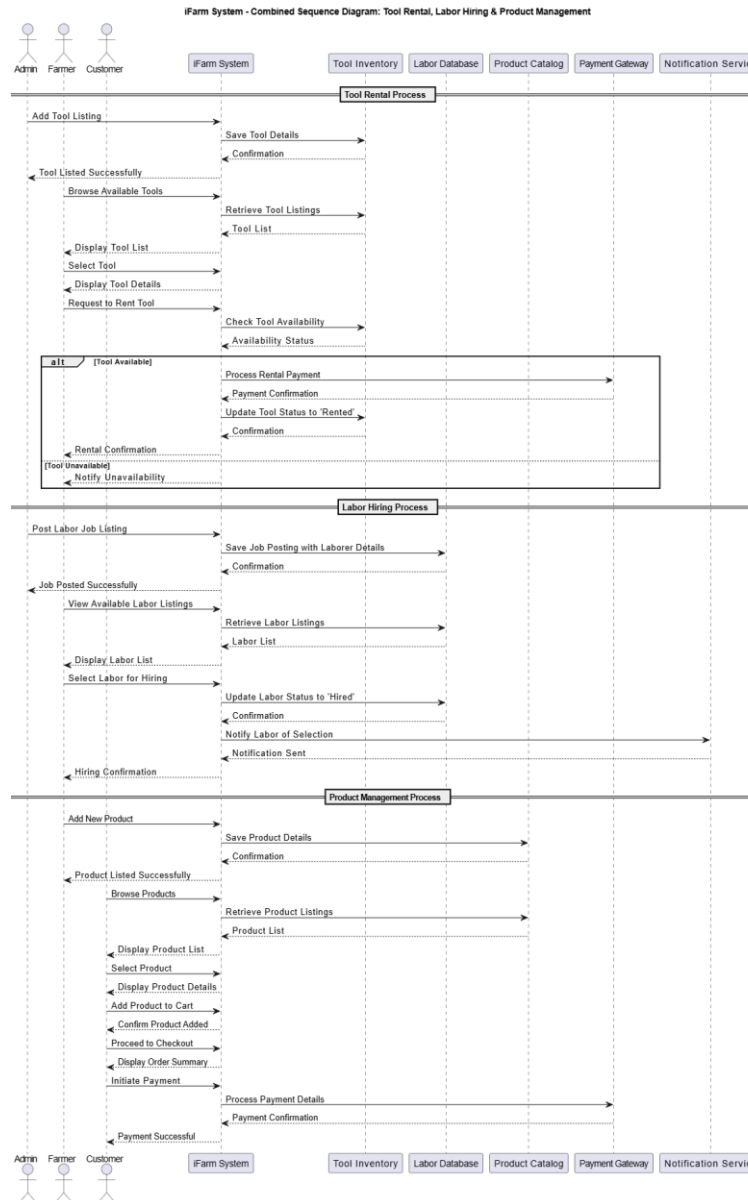 iFarm System - Combined Sequence Diagram: Tool Rental, Labor Hiring & Product Management
Admin Farmer Customer iFarm System Tool Inventory Labor Database Product Catalog Payment Gateway Notification Servi
Tool Rental Process
Add Tool Listing
Save Tool Details
Confirmation
Tool Listed Successfully
Browse Available Tools
Retrieve Tool Listings
Tool List
Display Tool List
Select Tool
Display Tool Details
Request to Rent Tool
Check Tool Availability
Availability Status
alt [Tool Available]
Process Rental Payment
Payment Confirmation
Update Tool Status to 'Rented'
Confirmation
Rental Confirmation
[Tool Unavailable]
Notify Unavailability
Labor Hiring Process
Post Labor Job Listing
Save Job Posting with Laborer Details
Confirmation
Job Posted Successfully
View Available Labor Listings
Retrieve Labor Listings
Labor List
Display Labor List
Select Labor for Hiring
Update Labor Status to 'Hired'
Confirmation
Notify Labor of Selection
Notification Sent
Hiring Confirmation
Product Management Process
Add New Product
Save Product Details
Confirmation
Product Listed Successfully
Browse Products
Retrieve Product Listings
Product List
Display Product List
Select Product
Display Product Details
Add Product to Cart
Confirm Product Added
Proceed to Checkout
Display Order Summary
Initiate Payment
Process Payment Details
Payment Confirmation
Payment Successful
Admin Farmer Customer iFarm System Tool Inventory Labor Database Product Catalog Payment Gateway Notification Servi